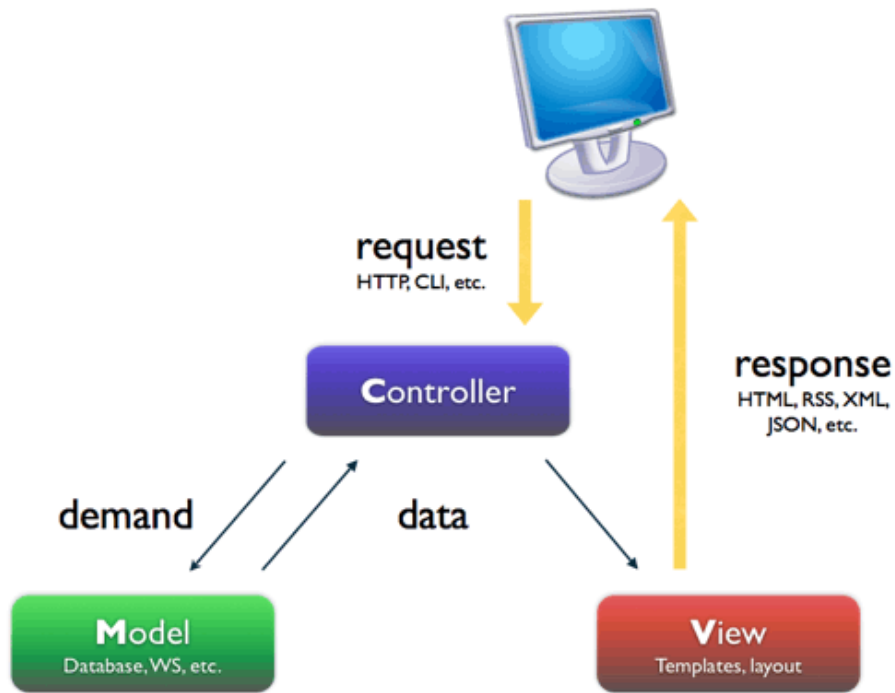 request
HTTP, CLI, etc.
Controller
response
HTML, RSS, XML,
JSON, etc.
demand
data
Model
Database, WS, etc.
View
Templates, layout